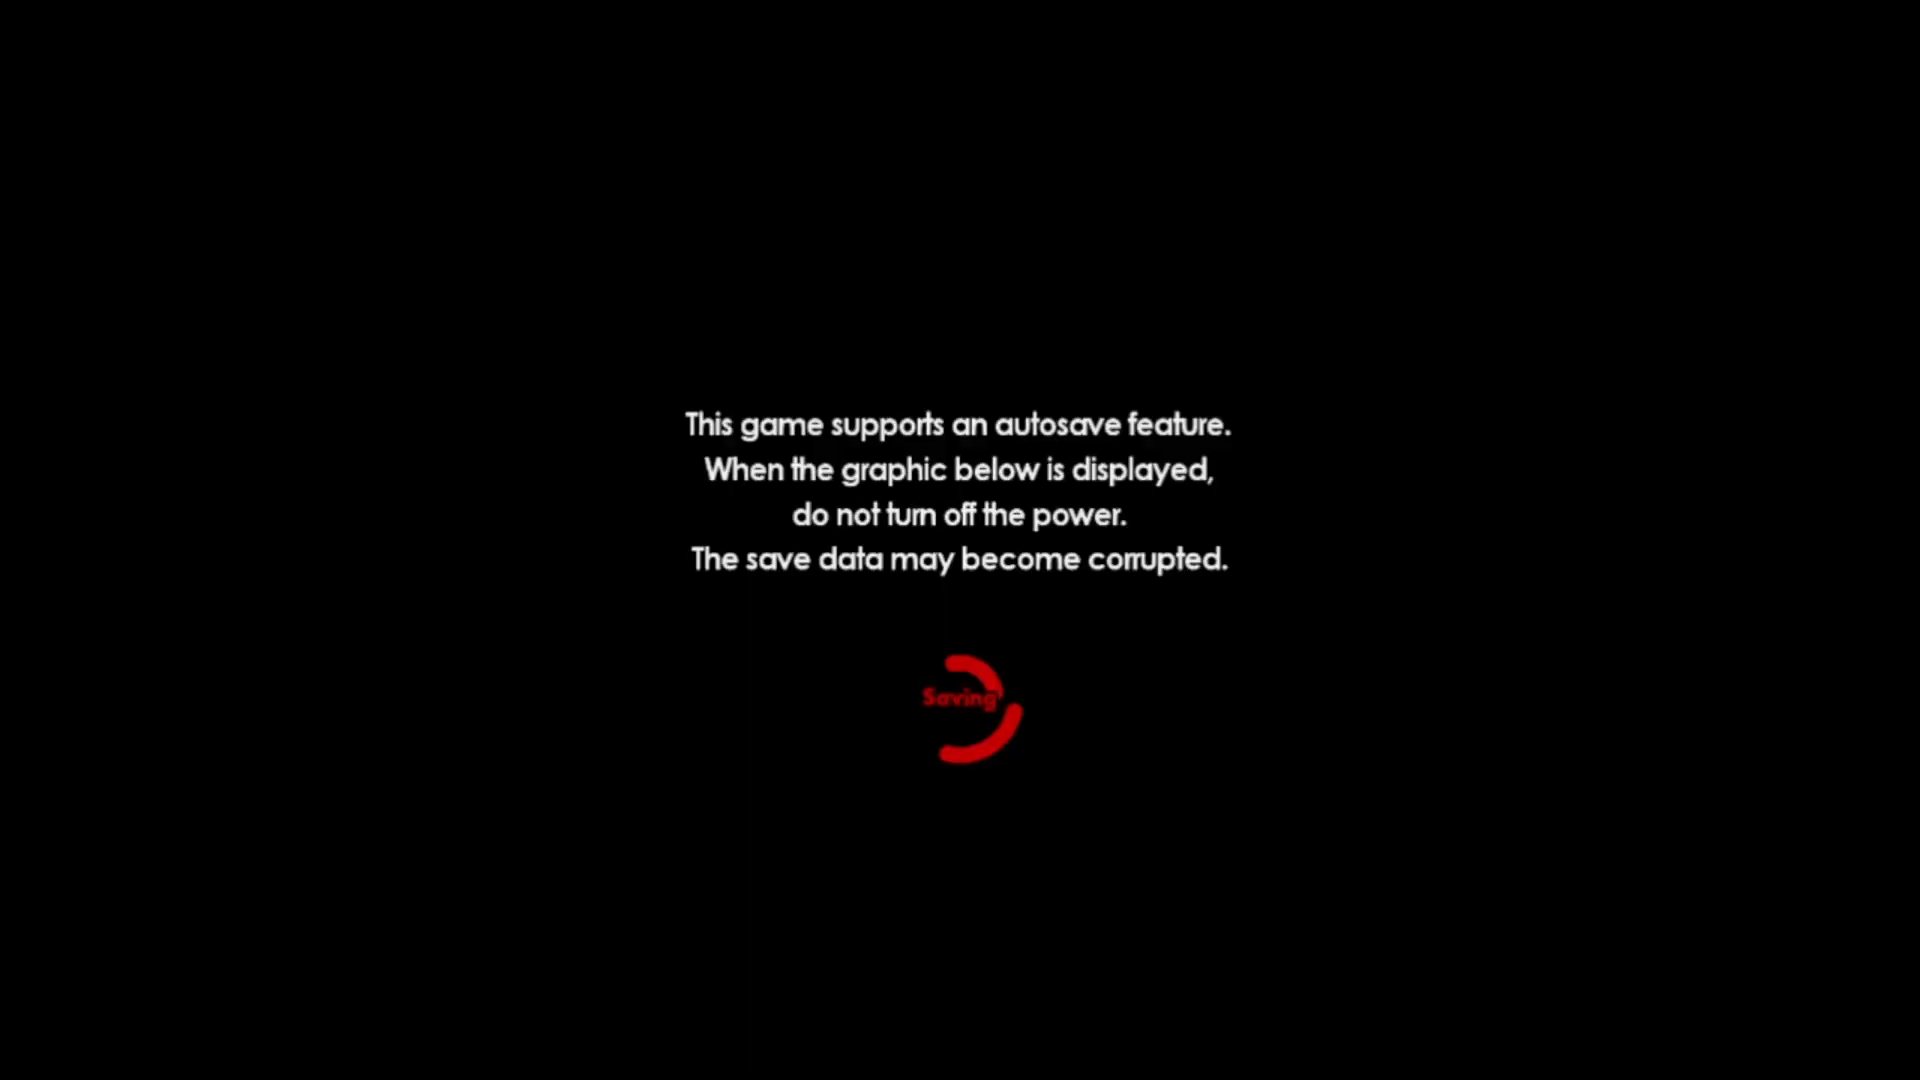 This game supports an autosave feature.
When the graphic below is displayed,
do not turn off the power.
The save data may become corrupted.
Saving